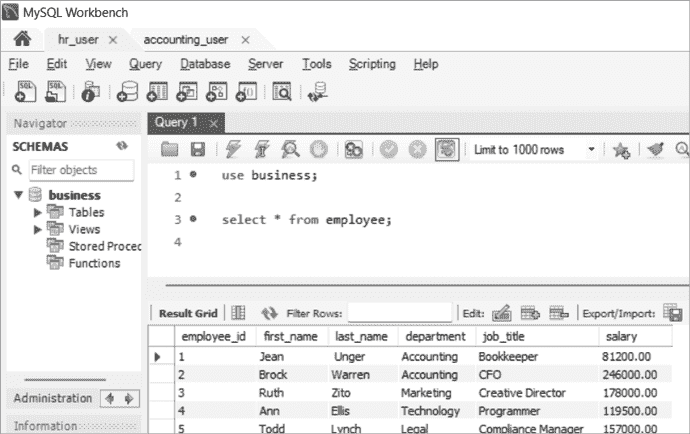 MySQL Workbench
hr_user accounting_user
File Edit View Query Database Server Tools Scripting Help
Navigator
SCHEMAS
Filter objects
business
Tables
Views
Stored Proced
Functions
Administration
Information
Query 1
Limit to 1000 rows
1 use business;
2
3 select * from employee;
4
Result Grid Filter Rows: Edit: Export/Import:
employee_id first_name last_name department job_title salary
1 Jean Unger Accounting Bookkeeper 81200.00
2 Brock Warren Accounting CFO 246000.00
3 Ruth Zito Marketing Creative Director 178000.00
4 Ann Ellis Technology Programmer 119500.00
5 Todd Lynch Legal Compliance Manager 157000.00